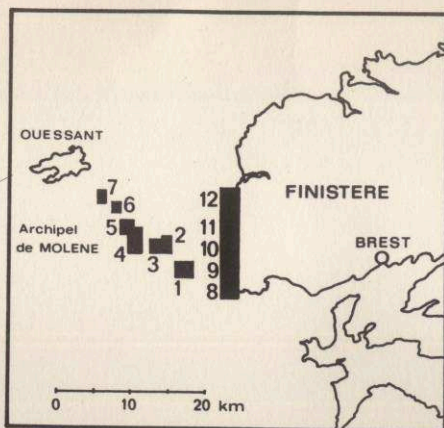 OUESSANT
7
6
Archipel
de MOLENE
5
4
3
2
1
12
11
10
9
8
FINISTERE
BREST
0 10 20 km